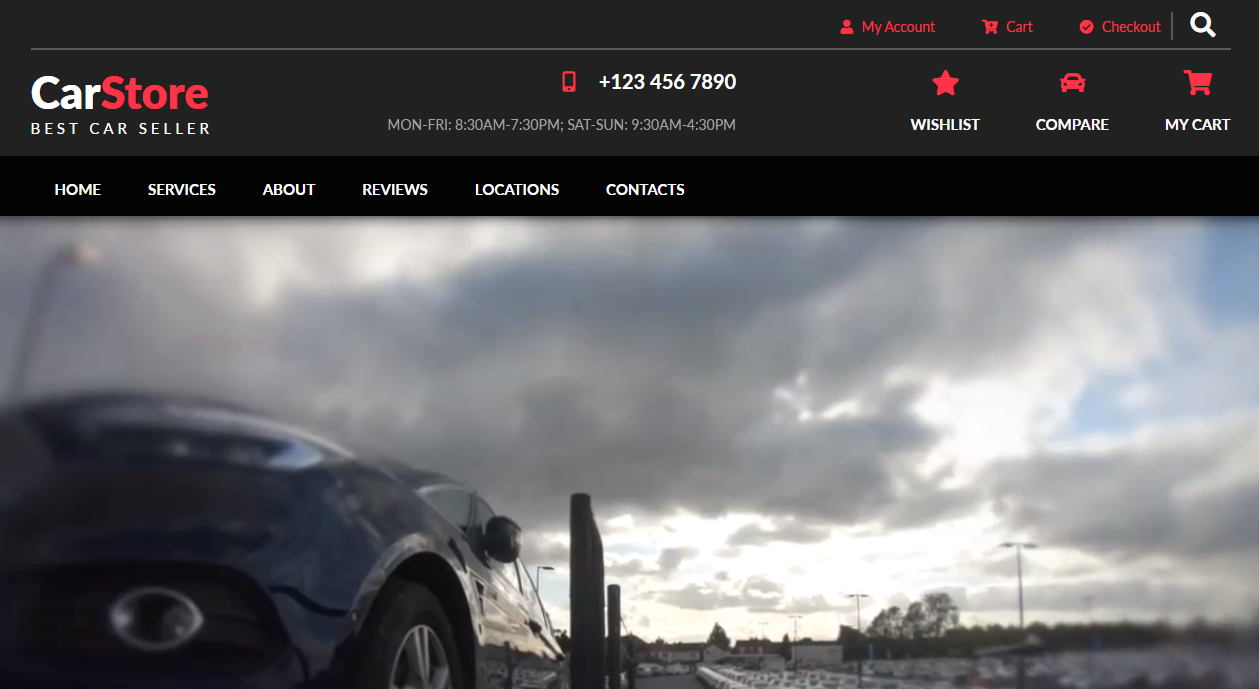 My Account Cart Checkout
CarStore
BEST CAR SELLER
+123 456 7890
MON-FRI: 8:30AM-7:30PM; SAT-SUN: 9:30AM-4:30PM
WISHLIST COMPARE MY CART
HOME SERVICES ABOUT REVIEWS LOCATIONS CONTACTS